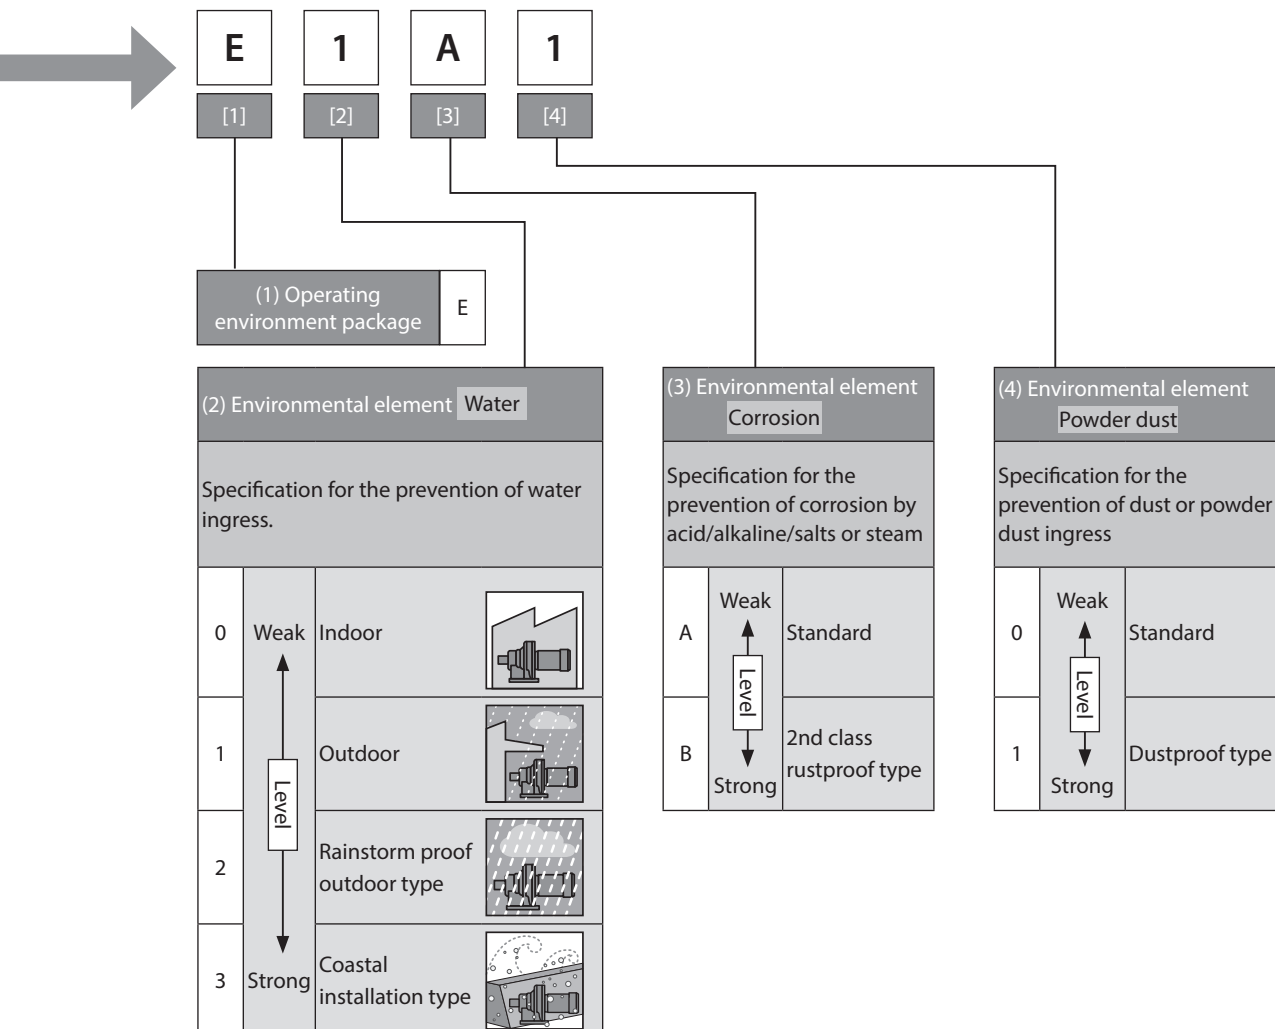 E 1 A 1
[1] [2] [3] [4]
(1) Operating
environment package
E
(2) Environmental element Water
Specification for the prevention of water
ingress.
0 Weak Indoor
1 Outdoor
Level
2 Rainstorm proof
outdoor type
3 Strong Coastal
installation type
(3) Environmental element
Corrosion
Specification for the
prevention of corrosion by
acid/alkaline/salts or steam
Weak
A Standard
Level
B 2nd class
rustproof type
Strong
(4) Environmental element
Powder dust
Specification for the
prevention of dust or powder
dust ingress
Weak
0 Standard
Level
1 Dustproof type
Strong